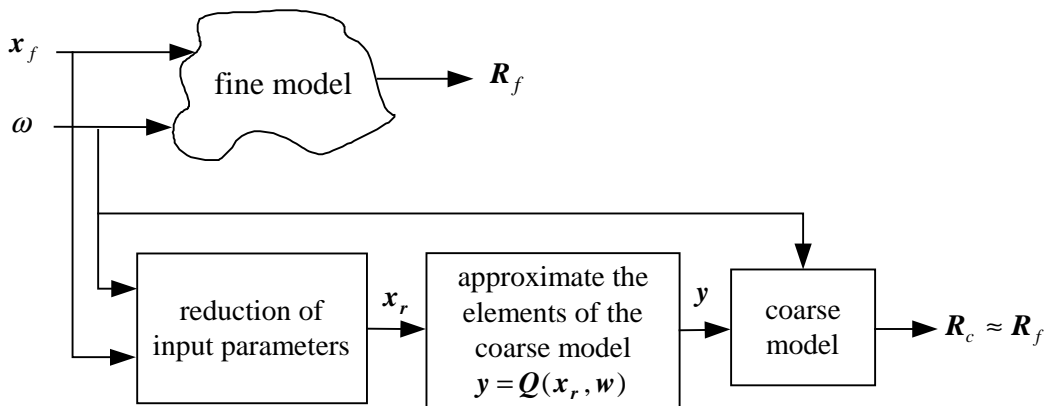 x_f
fine model
R_f
ω
reduction of
input parameters
x_r
approximate the
elements of the
coarse model
y = Q(x_r, w)
y
coarse
model
R_c ≈ R_f